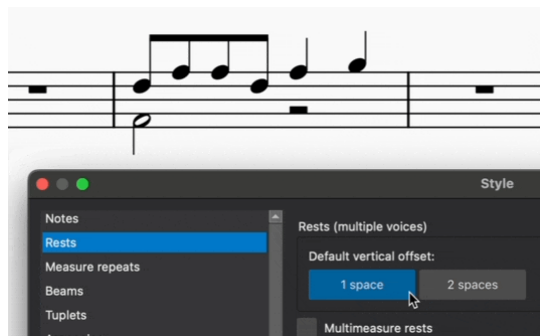 Style
Notes
Rests
Measure repeats
Beams
Tuplets
Rests (multiple voices)
Default vertical offset:
1 space
2 spaces
Multimeasure rests